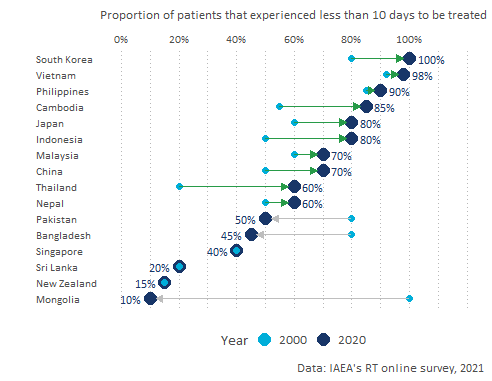 Proportion of patients that experienced less than 10 days to be treated
0% 20% 40% 60% 80% 100%
South Korea 100%
Vietnam 98%
Philippines 90%
Cambodia 85%
Japan 80%
Indonesia 80%
Malaysia 70%
China 70%
Thailand 60%
Nepal 60%
Pakistan 50%
Bangladesh 45%
Singapore 40%
Sri Lanka 20%
New Zealand 15%
Mongolia 10%
Year 2000 2020
Data: IAEA's RT online survey, 2021